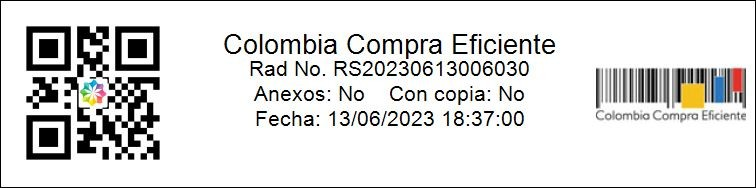 Colombia Compra Eficiente
Rad No. RS20230613006030
Anexos: No    Con copia: No
Fecha: 13/06/2023 18:37:00
Colombia Compra Eficiente